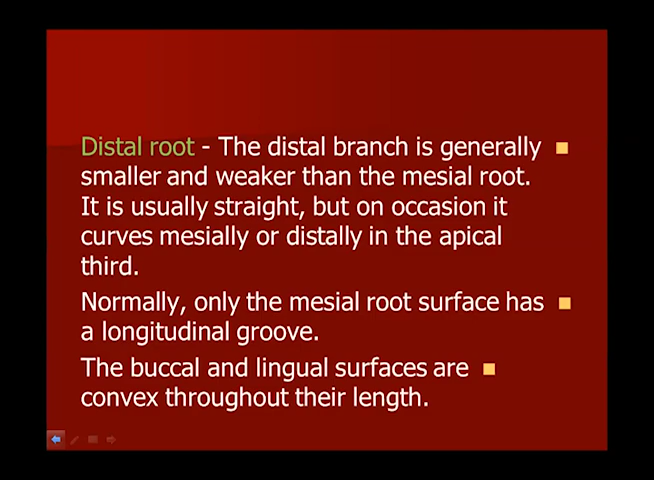 Distal root - The distal branch is generally
smaller and weaker than the mesial root.
It is usually straight, but on occasion it
curves mesially or distally in the apical
third.
Normally, only the mesial root surface has
a longitudinal groove.
The buccal and lingual surfaces are
convex throughout their length.